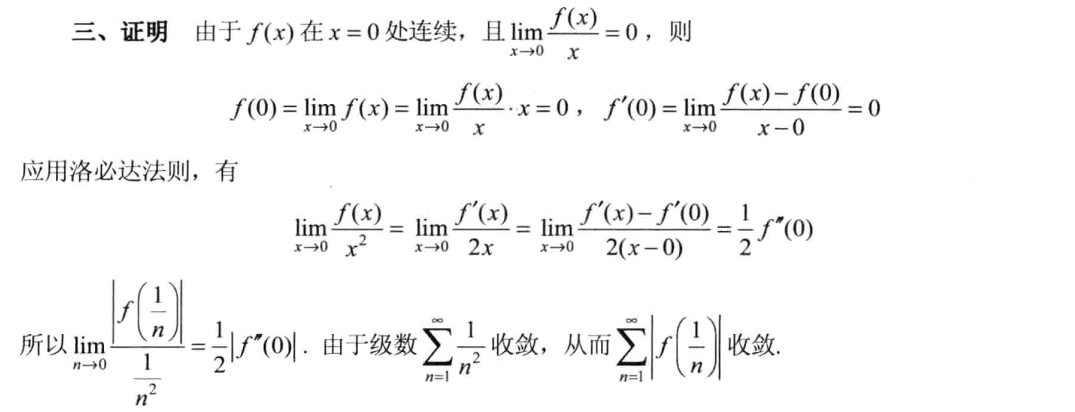 三、证明 由于 f(x) 在 x = 0 处连续，且 lim_{x→0} f(x)/x = 0，则
f(0) = lim_{x→0} f(x) = lim_{x→0} f(x)/x · x = 0，f′(0) = lim_{x→0} (f(x) − f(0))/(x − 0) = 0
应用洛必达法则，有
lim_{x→0} f(x)/x² = lim_{x→0} f′(x)/2x = lim_{x→0} (f′(x) − f′(0))/(2(x − 0)) = 1/2 f″(0)
所以 lim_{n→0} |f(1/n)|/(1/n²) = 1/2 |f″(0)|. 由于级数 ∑_{n=1}^{∞} 1/n² 收敛，从而 ∑_{n=1}^{∞} |f(1/n)| 收敛.